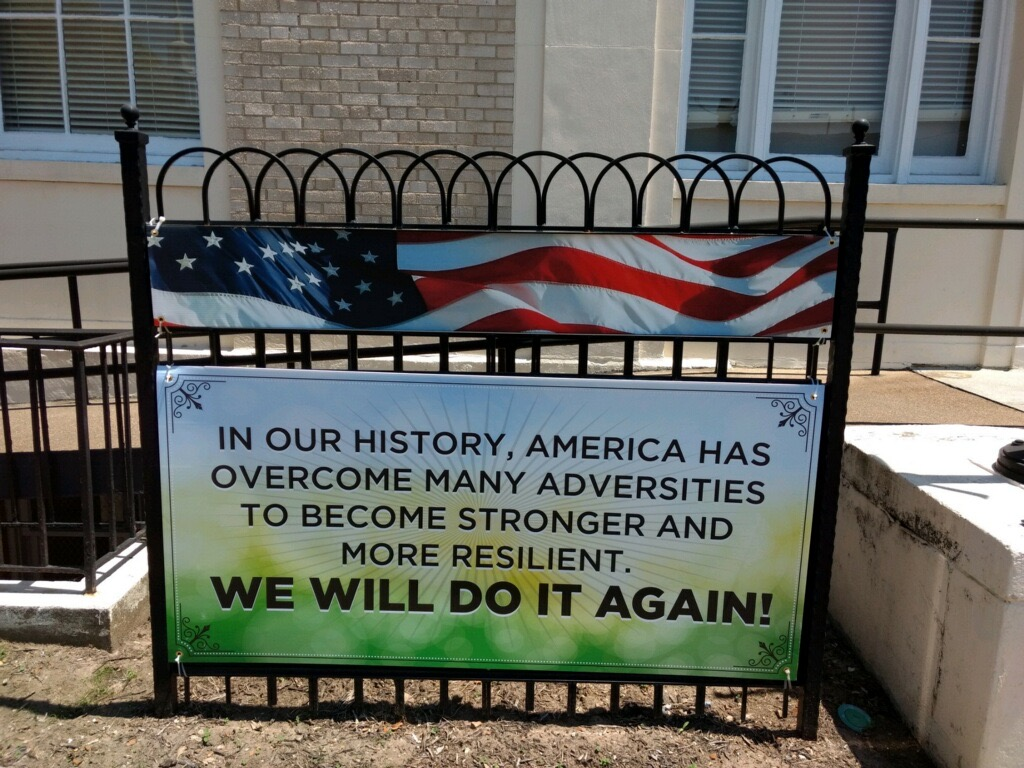 IN OUR HISTORY, AMERICA HAS
OVERCOME MANY ADVERSITIES
TO BECOME STRONGER AND
MORE RESILIENT.
WE WILL DO IT AGAIN!